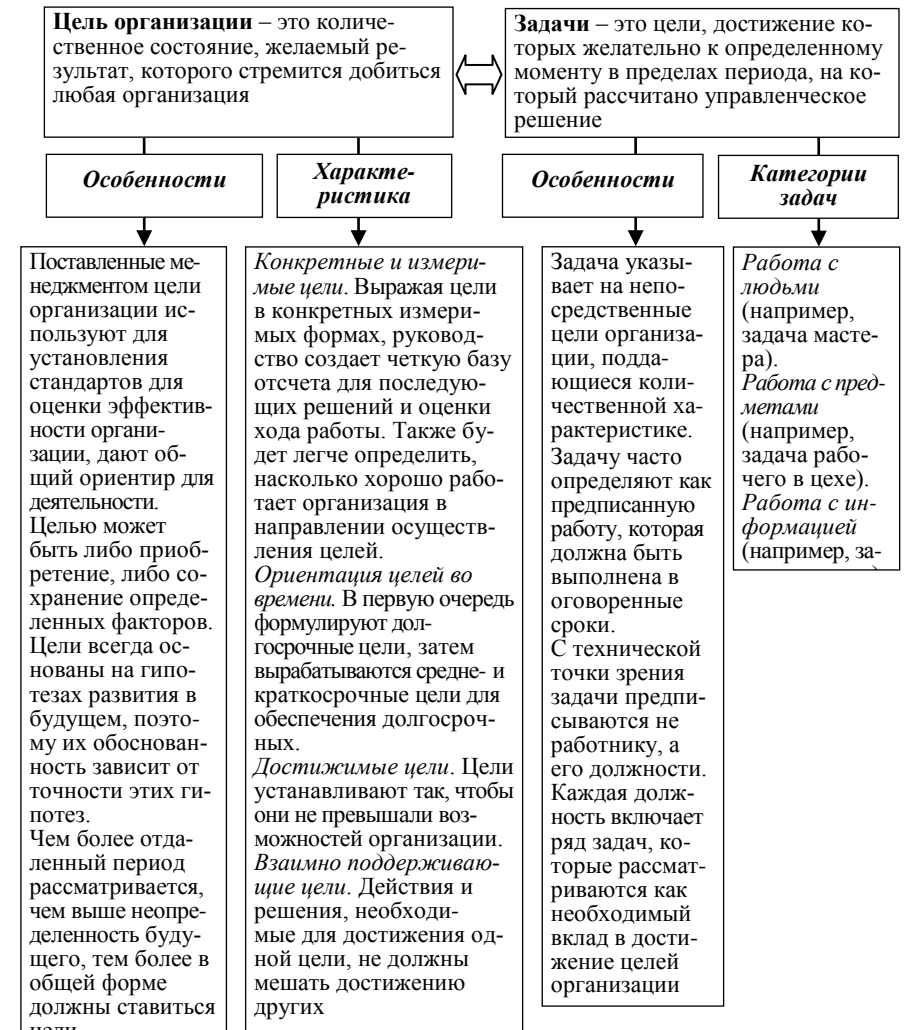 Цель организации – это количе-
ственное состояние, желаемый ре-
зультат, которого стремится добиться
любая организация
Задачи – это цели, достижение ко-
торых желательно к определенному
моменту в пределах периода, на ко-
торый рассчитано управленческое
решение
Особенности
Характе-
ристика
Особенности
Категории
задач
Поставленные ме-
неджментом цели
организации ис-
пользуют для
установления
стандартов для
оценки эффектив-
ности органи-
зации, дают об-
щий ориентир для
деятельности.
Целью может
быть либо приоб-
ретение, либо со-
хранение опреде-
ленных факторов.
Цели всегда ос-
нованы на гипо-
тезах развития в
будущем, поэто-
му их обоснован-
ность зависит от
точности этих ги-
потез.
Чем более отда-
ленный период
рассматривается,
чем выше неопре-
деленность буду-
щего, тем более в
общей форме
должны ставиться
цели
Конкретные и измери-
мые цели. Выражая цели
в конкретных измери-
мых формах, руковод-
ство создает четкую базу
отсчета для последую-
щих решений и оценки
хода работы. Также бу-
дет легче определить,
насколько хорошо рабо-
тает организация в
направлении осуществ-
ления целей.
Ориентация целей во
времени. В первую очередь
формулируют дол-
госрочные цели, затем
вырабатываются средне- и
краткосрочные цели для
обеспечения долгосроч-
ных.
Достижимые цели. Цели
устанавливают так, чтобы
они не превышали воз-
можностей организации.
Взаимно поддерживаю-
щие цели. Действия и
решения, необходи-
мые для достижения од-
ной цели, не должны
мешать достижению
других
Задача указы-
вает на непо-
средственные
цели организа-
ции, подда-
ющиеся коли-
чественной ха-
рактеристике.
Задачу часто
определяют как
предписанную
работу, которая
должна быть
выполнена в
оговоренные
сроки.
С технической
точки зрения
задачи предпи-
сываются не
работнику, а
его должности.
Каждая долж-
ность включает
ряд задач, ко-
торые рассмат-
риваются как
необходимый
вклад в дости-
жение целей
организации
Работа с
людьми
(например,
задача масте-
ра).
Работа с пред-
метами
(например,
задача рабо-
чего в цехе).
Работа с ин-
формацией
(например, за-